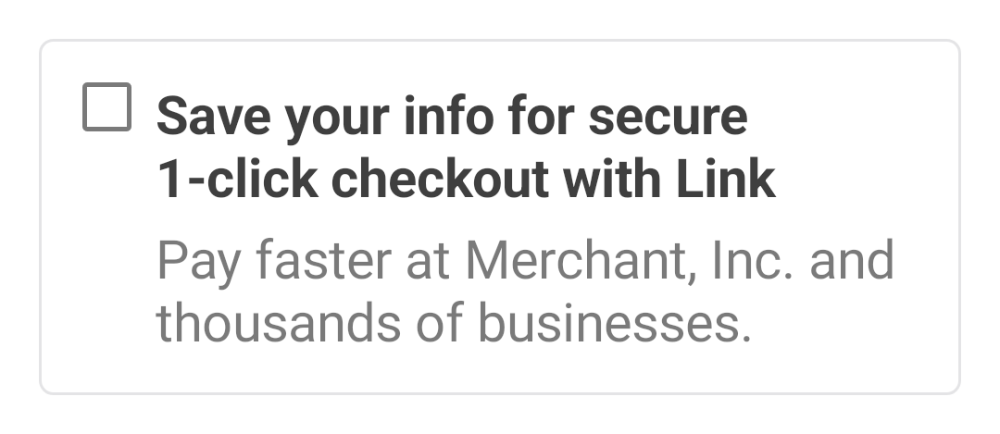 Save your info for secure
1-click checkout with Link
Pay faster at Merchant, Inc. and
thousands of businesses.